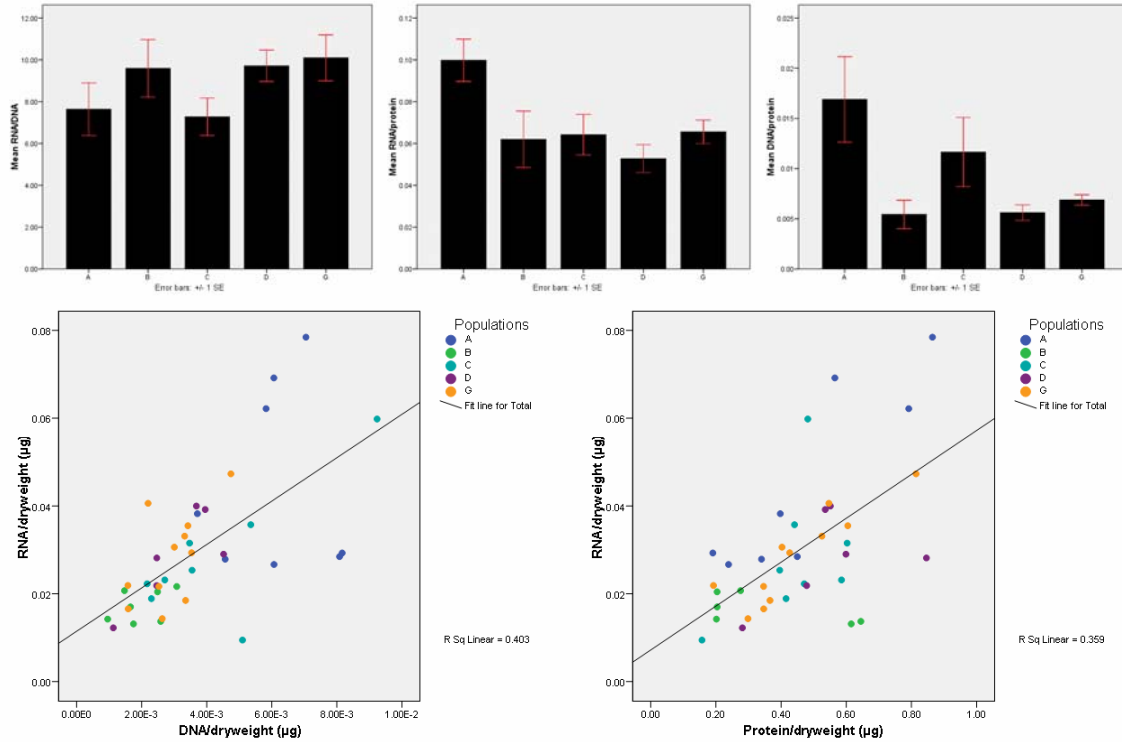 12.00
10.00
8.00
6.00
4.00
2.00
0.00
Mean RNA/DNA
A B C D G
Error bars: +/- 1 SE
0.12
0.10
0.08
0.06
0.04
0.02
0.00
Mean RNA/protein
A B C D G
Error bars: +/- 1 SE
0.025
0.020
0.015
0.010
0.005
0.000
Mean DNA/protein
A B C D G
Error bars: +/- 1 SE
0.08
0.06
0.04
0.02
0.00
RNA/dryweight (µg)
0.00E0 2.00E-3 4.00E-3 6.00E-3 8.00E-3 1.00E-2
DNA/dryweight (µg)
Populations
A
B
C
D
G
Fit line for Total
R Sq Linear = 0.403
0.08
0.06
0.04
0.02
0.00
RNA/dryweight (µg)
0.00 0.20 0.40 0.60 0.80 1.00
Protein/dryweight (µg)
Populations
A
B
C
D
G
Fit line for Total
R Sq Linear = 0.359